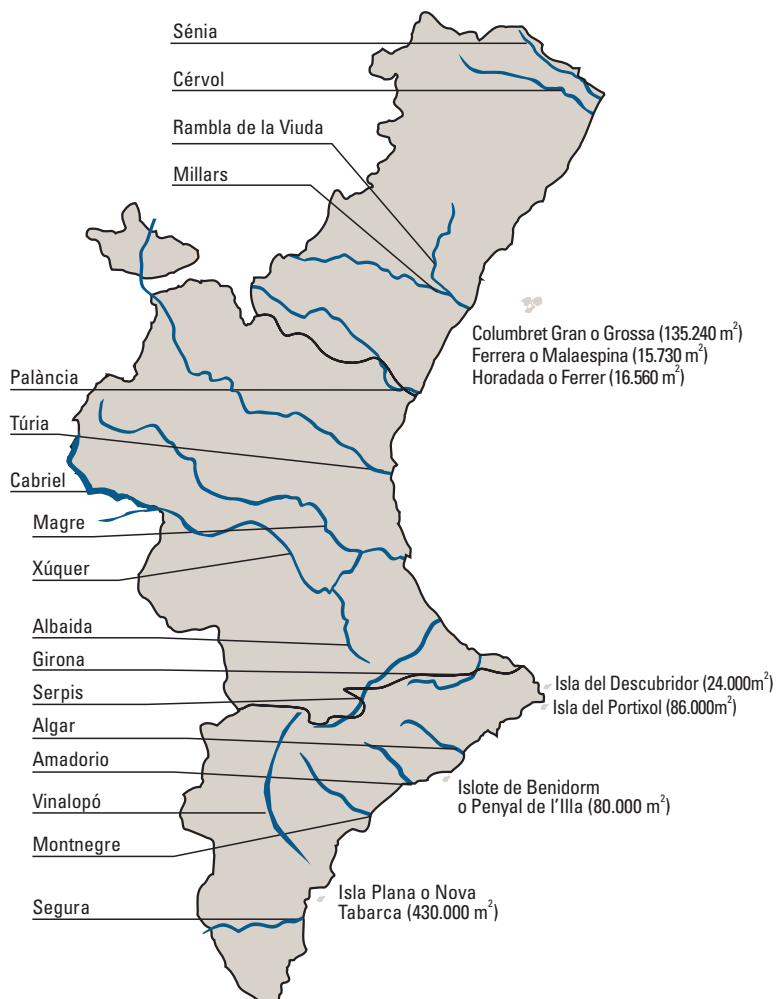 Sénia
Cérvol
Rambla de la Viuda
Millars
Columbret Gran o Grossa (135.240 m²)
Ferrera o Malaespina (15.730 m²)
Horadada o Ferrer (16.560 m²)
Palància
Túria
Cabriel
Magre
Xúquer
Albaida
Girona
Serpis
Isla del Descubridor (24.000m²)
Isla del Portixol (86.000m²)
Algar
Amadorio
Vinalopó
Montnegre
Islote de Benidorm
o Penyal de l'Illa (80.000 m²)
Segura
Isla Plana o Nova
Tabarca (430.000 m²)